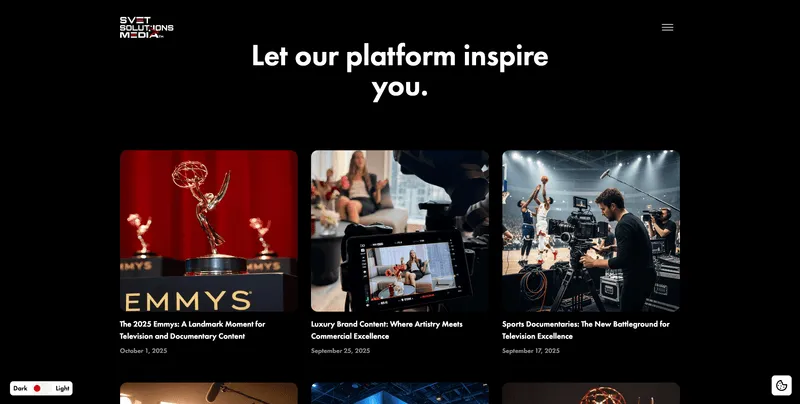 SVET
SOLUTIONS
MEDIA
Let our platform inspire
you.
EMMYS
EMMYS
EMMYS
The 2025 Emmys: A Landmark Moment for
Television and Documentary Content
October 1, 2025
Luxury Brand Content: Where Artistry Meets
Commercial Excellence
September 25, 2025
Sports Documentaries: The New Battleground for
Television Excellence
September 17, 2025
Dark
Light